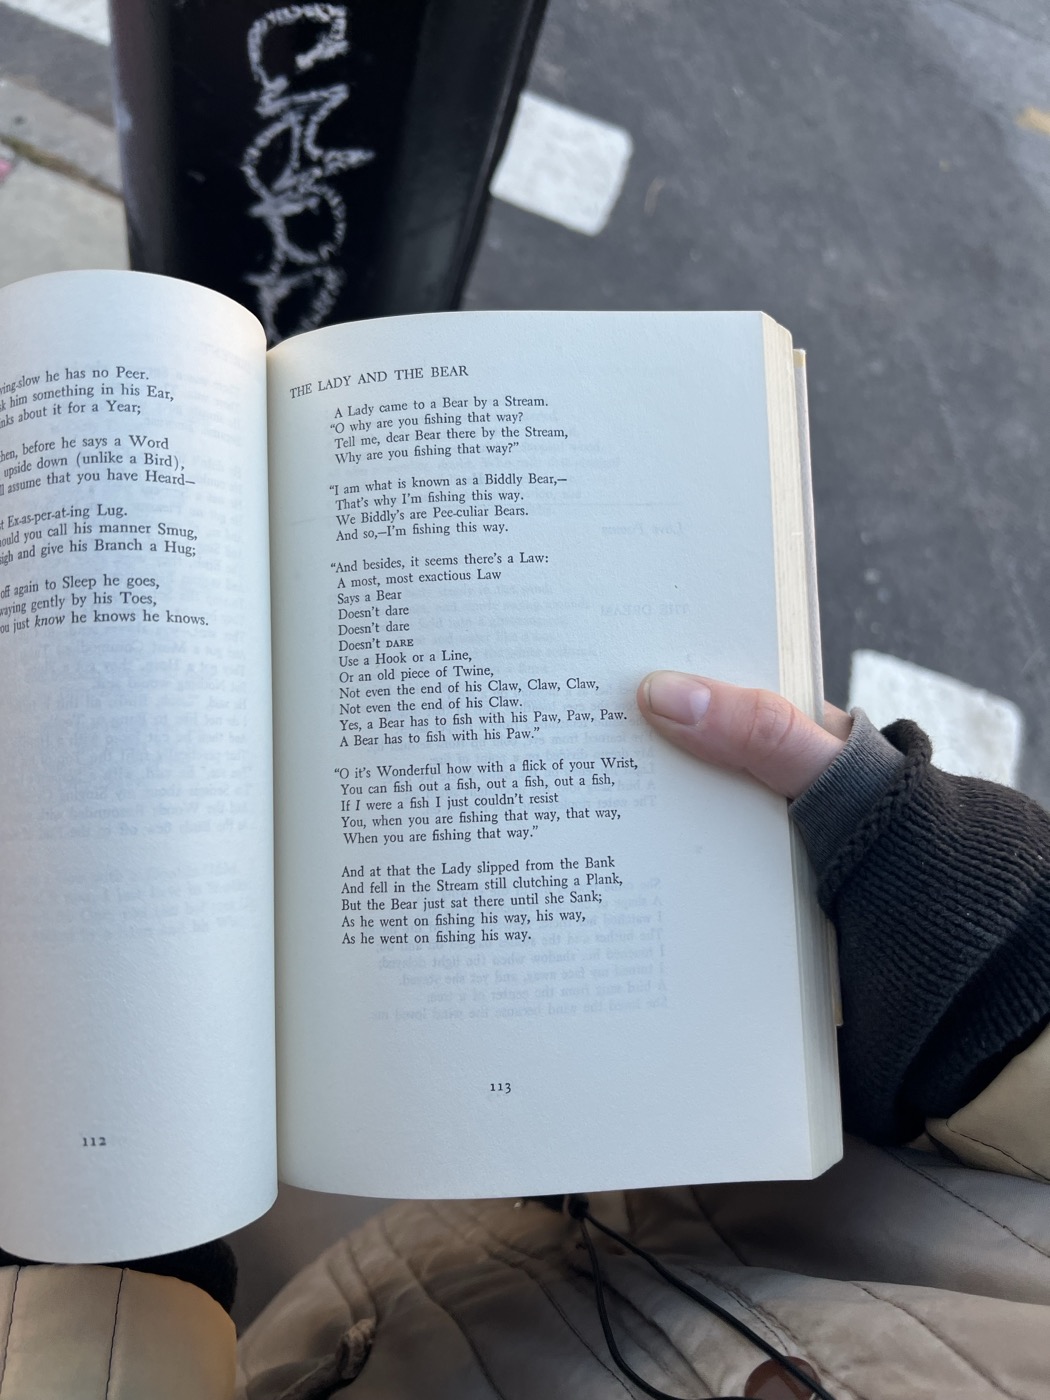 he has no Peer.
him something in his Ear,
about it for a Year;
before he says a Word
upside down (unlike a Bird),
assume that you have Heard—
Ex-as-per-at-ing Lug.
you call his manner Smug,
and give his Branch a Hug;
off again to Sleep he goes,
gently by his Toes,
you just know he knows he knows.
112
THE LADY AND THE BEAR
A Lady came to a Bear by a Stream.
“O why are you fishing that way?
Tell me, dear Bear there by the Stream,
Why are you fishing that way?”
“I am what is known as a Biddly Bear,—
That’s why I’m fishing this way.
We Biddly’s are Pee-culiar Bears.
And so,—I’m fishing this way.
“And besides, it seems there’s a Law:
A most, most exactious Law
Says a Bear
Doesn’t dare
Doesn’t dare
Doesn’t DARE
Use a Hook or a Line,
Or an old piece of Twine,
Not even the end of his Claw, Claw, Claw,
Not even the end of his Claw.
Yes, a Bear has to fish with his Paw, Paw, Paw.
A Bear has to fish with his Paw.”
“O it’s Wonderful how with a flick of your Wrist,
You can fish out a fish, out a fish, out a fish,
If I were a fish I just couldn’t resist
You, when you are fishing that way, that way,
When you are fishing that way.”
And at that the Lady slipped from the Bank
And fell in the Stream still clutching a Plank,
But the Bear just sat there until she Sank;
As he went on fishing his way, his way,
As he went on fishing his way.
113